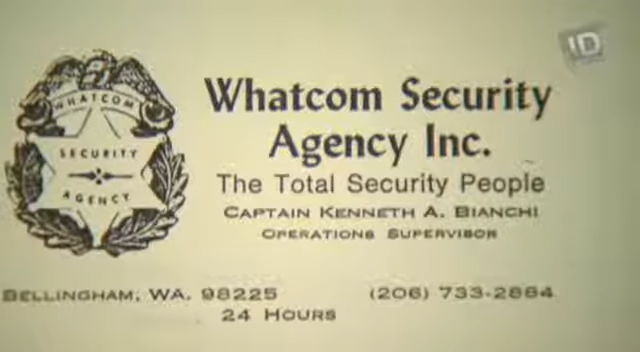 ID
WHATCOM
SECURITY
AGENCY
Whatcom Security
Agency Inc.
The Total Security People
CAPTAIN KENNETH A. BIANCHI
OPERATIONS SUPERVISOR
BELLINGHAM, WA. 98225 (206) 733-2884
24 HOURS